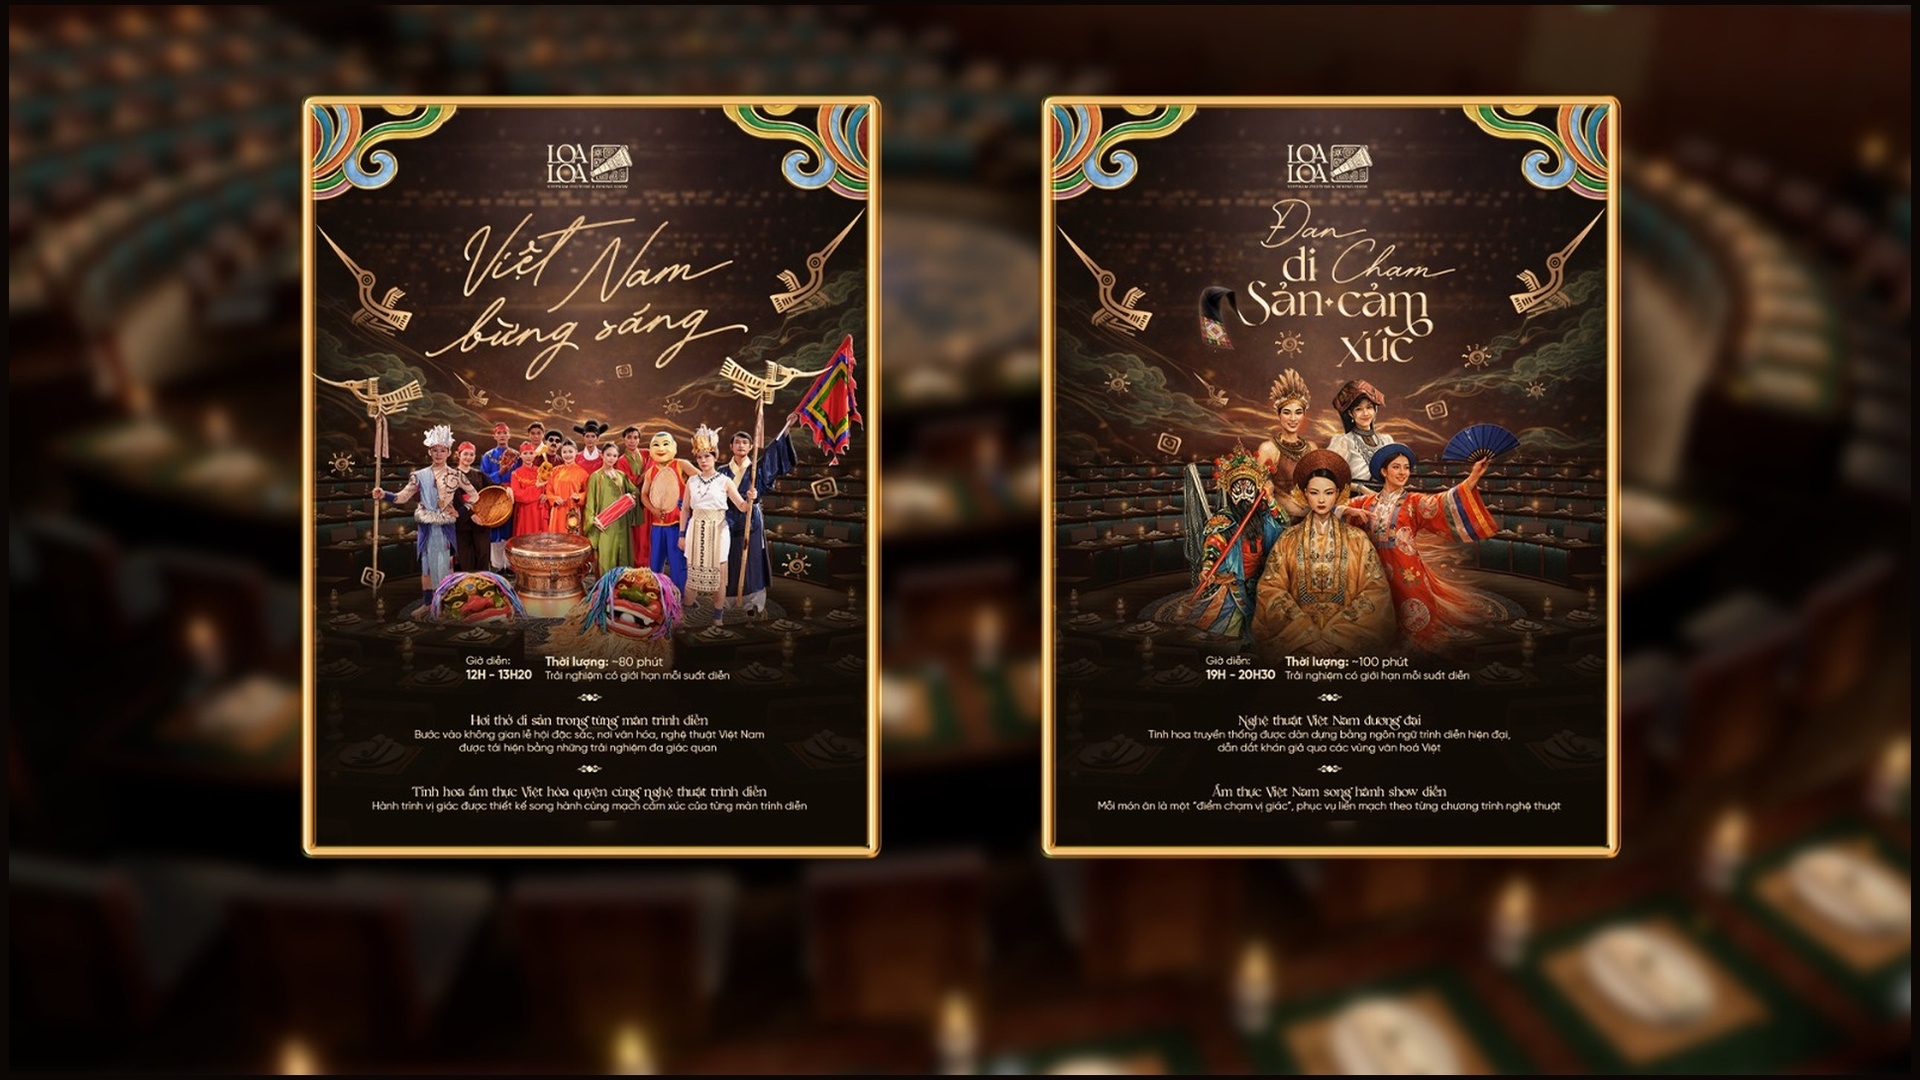 LOA
LOA
VIETNAM CULTURE & DINING SHOW
Việt Nam
bừng sáng
Giờ diễn:
12H - 13H20
Thời lượng: ~80 phút
Trải nghiệm có giới hạn mỗi suất diễn
Hơi thở di sản trong từng màn trình diễn
Bước vào không gian lễ hội đặc sắc, nơi văn hóa, nghệ thuật Việt Nam
được tái hiện bằng những trải nghiệm đa giác quan
Tinh hoa ẩm thực Việt hòa quyện cùng nghệ thuật trình diễn
Hành trình vị giác được thiết kế song hành cùng mạch cảm xúc của từng màn trình diễn
LOA
LOA
VIETNAM CULTURE & DINING SHOW
Đan
di Chạm
Sản cảm
xúc
Giờ diễn:
19H - 20H30
Thời lượng: ~100 phút
Trải nghiệm có giới hạn mỗi suất diễn
Nghệ thuật Việt Nam đương đại
Tinh hoa truyền thống được dàn dựng bằng ngôn ngữ trình diễn hiện đại,
dẫn dắt khán giả qua các vùng văn hoá Việt
Ẩm thực Việt Nam song hành show diễn
Mỗi món ăn là một "điểm chạm vị giác", phục vụ liền mạch theo từng chương trình nghệ thuật